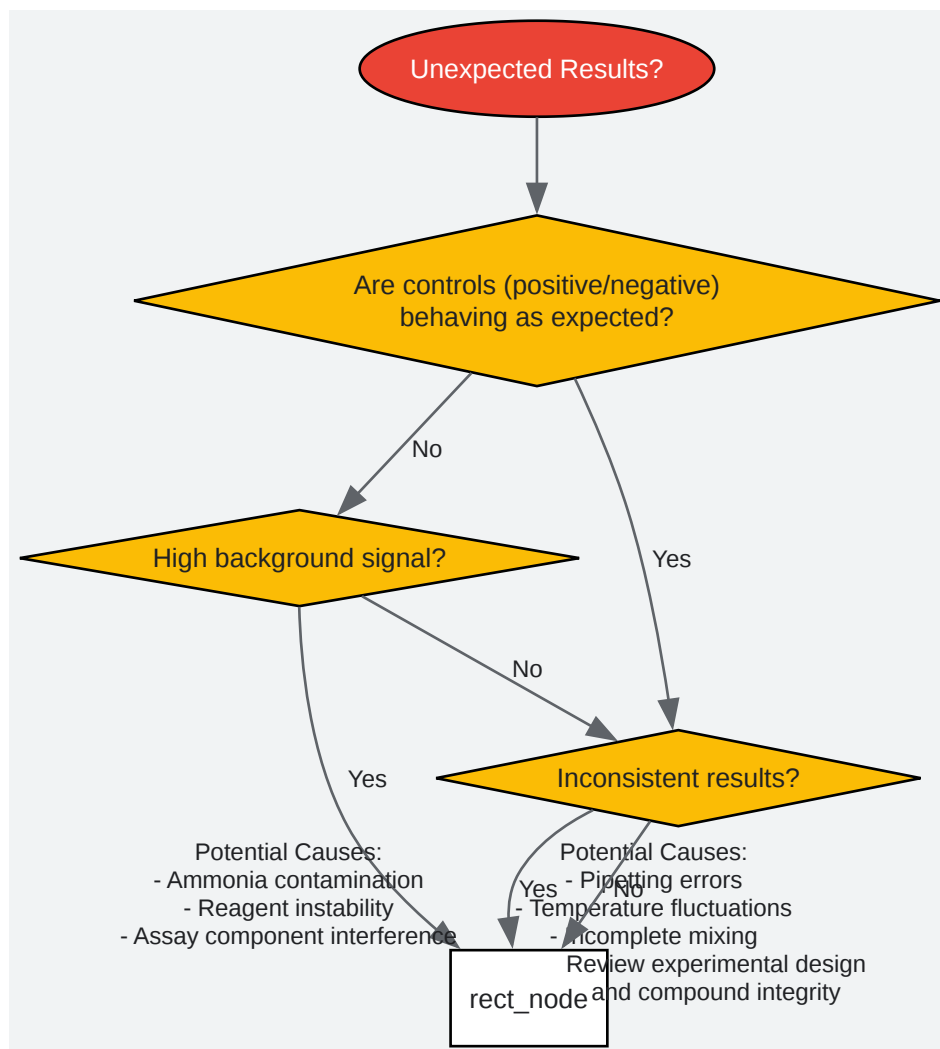 Unexpected Results?
Are controls (positive/negative)
behaving as expected?
No
Yes
High background signal?
No
Yes
Inconsistent results?
Potential Causes:
- Ammonia contamination
- Reagent instability
- Assay component interference
Potential Causes:
- Pipetting errors
- Temperature fluctuations
- Incomplete mixing
Yes
No
Review experimental design
and compound integrity
rect_node